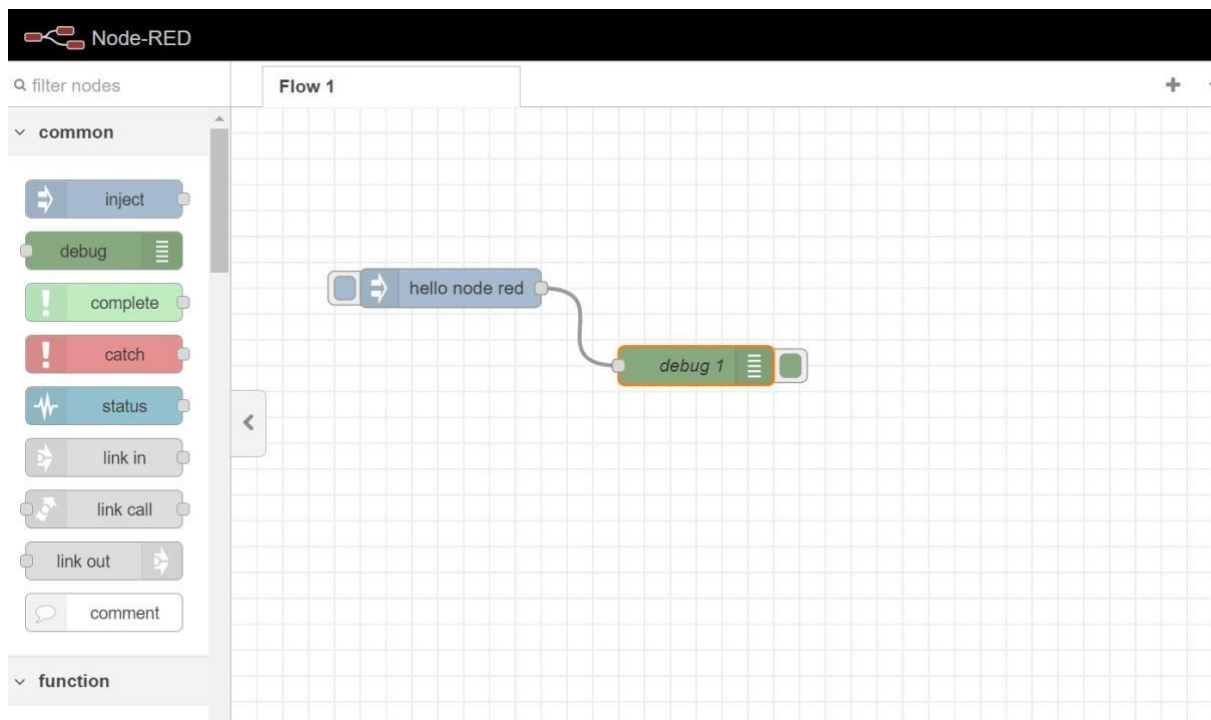 Node-RED
filter nodes
Flow 1
common
inject
debug
complete
catch
status
link in
link call
link out
comment
function
hello node red
debug 1